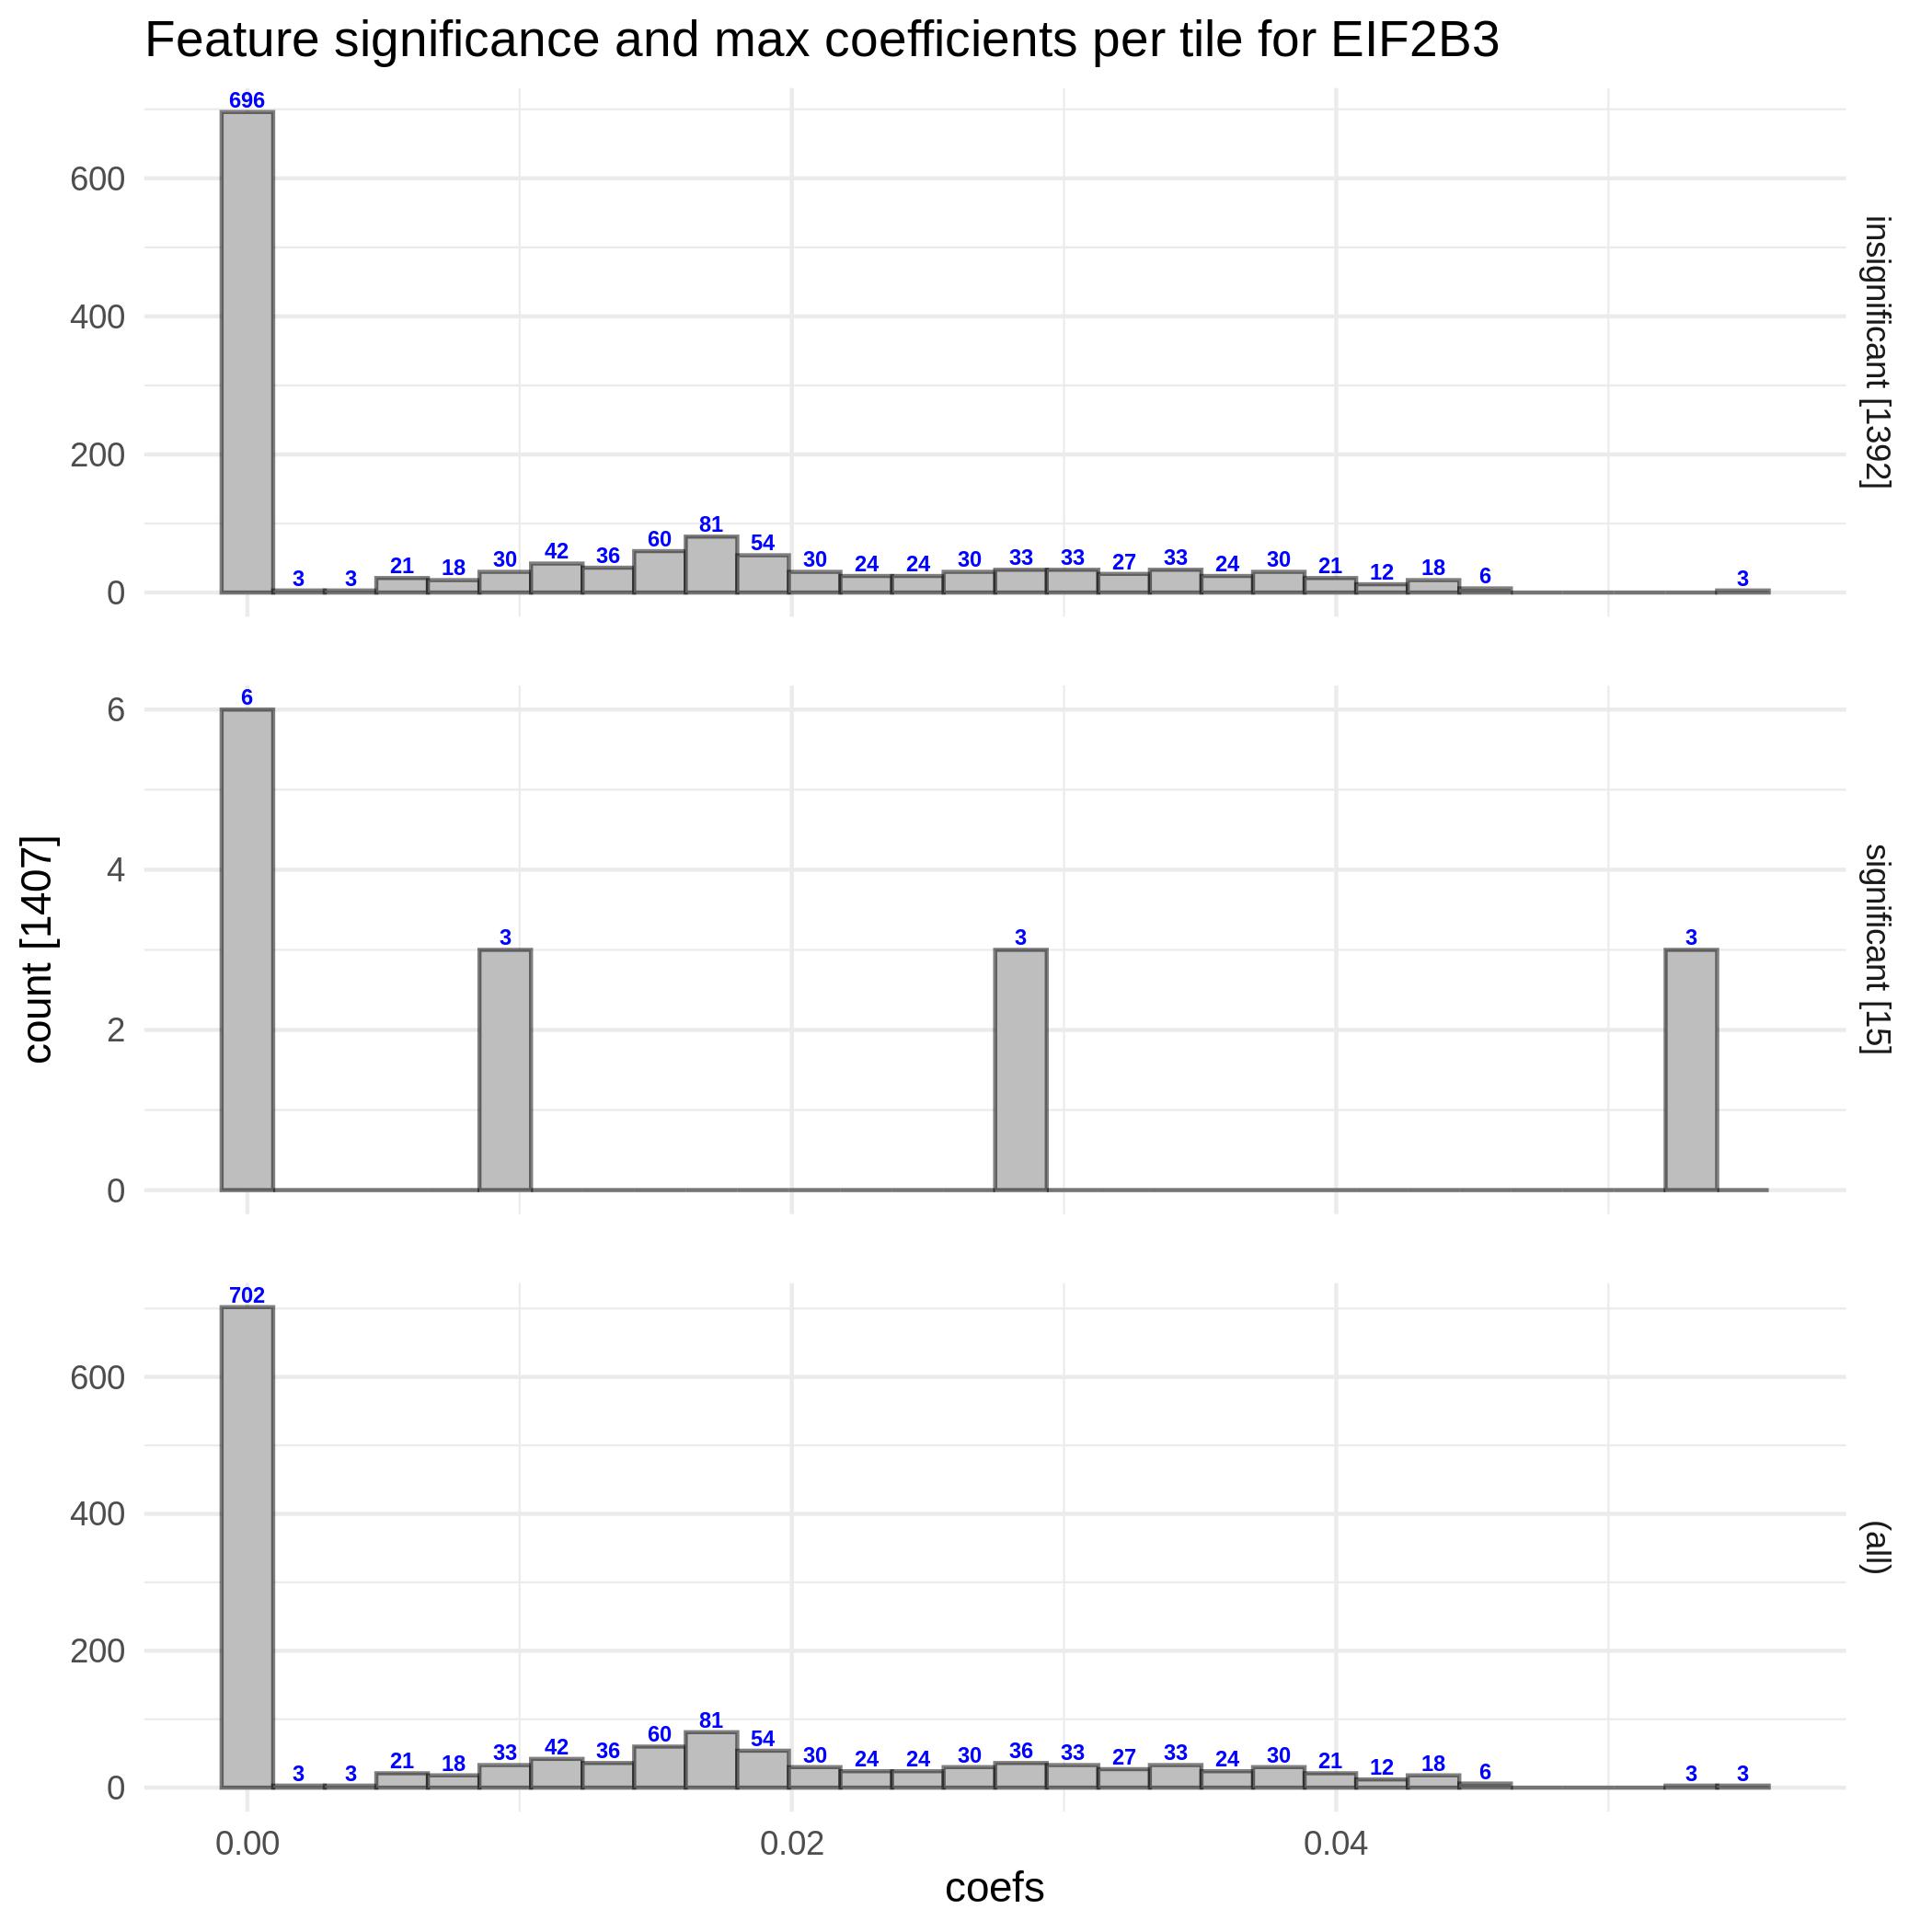 Feature significance and max coefficients per tile for EIF2B3
696
3 3 21 18 30 42 36 60 81 54 30 24 24 30 33 33 27 33 24 30 21 12 18 6 3
600
400
200
0
insignificant [1392]
6
3 3 3
6
4
2
0
significant [15]
count [1407]
702
3 3 21 18 33 42 36 60 81 54 30 24 24 30 36 33 27 33 24 30 21 12 18 6 3 3
600
400
200
0
(all)
0.00 0.02 0.04
coefs